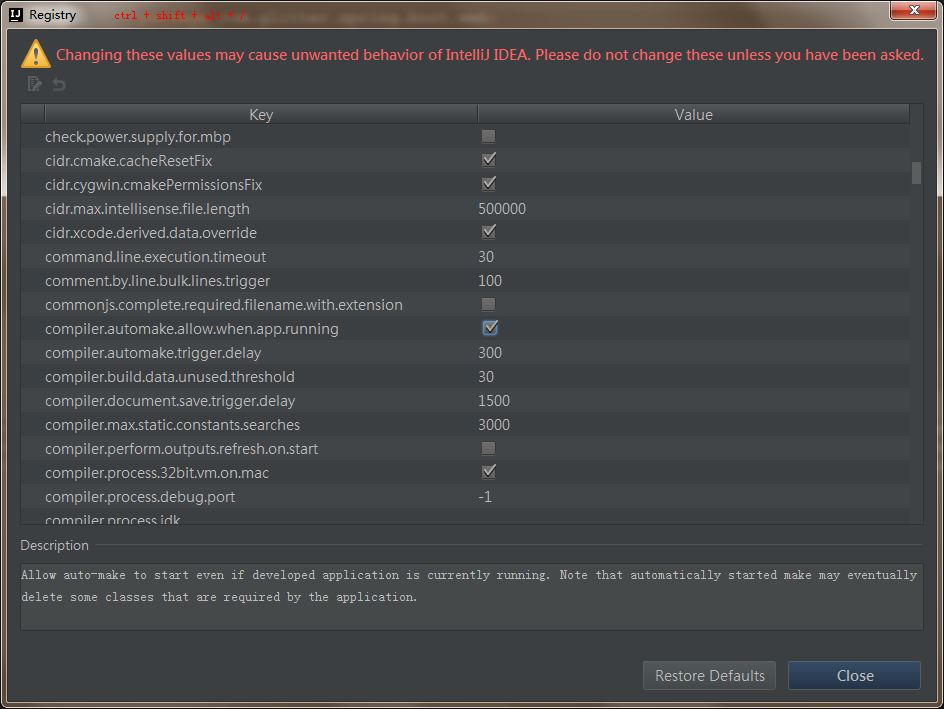 Registry
ctrl + shift + alt + /
Changing these values may cause unwanted behavior of IntelliJ IDEA. Please do not change these unless you have been asked.
Key Value
check.power.supply.for.mbp
cidr.cmake.cacheResetFix
cidr.cygwin.cmakePermissionsFix
cidr.max.intellisense.file.length 500000
cidr.xcode.derived.data.override
command.line.execution.timeout 30
comment.by.line.bulk.lines.trigger 100
commonjs.complete.required.filename.with.extension
compiler.automake.allow.when.app.running
compiler.automake.trigger.delay 300
compiler.build.data.unused.threshold 30
compiler.document.save.trigger.delay 1500
compiler.max.static.constants.searches 3000
compiler.perform.outputs.refresh.on.start
compiler.process.32bit.vm.on.mac
compiler.process.debug.port -1
compiler.process.jdk
Description
Allow auto-make to start even if developed application is currently running. Note that automatically started make may eventually
delete some classes that are required by the application.
Restore Defaults Close